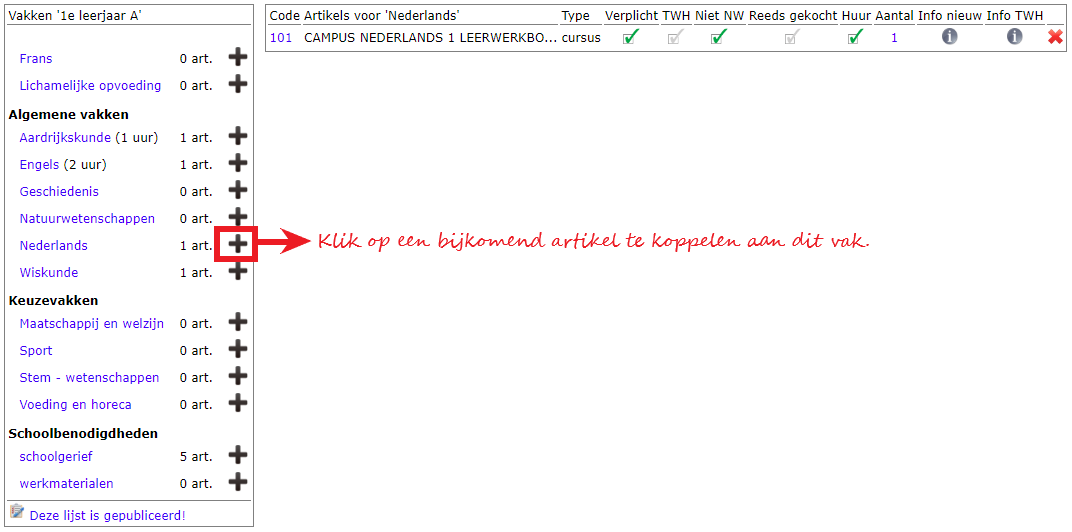 Vakken '1e leerjaar A'
Frans 0 art.
Lichamelijke opvoeding 0 art.
Algemene vakken
Aardrijkskunde (1 uur) 1 art.
Engels (2 uur) 1 art.
Geschiedenis 0 art.
Natuurwetenschappen 0 art.
Nederlands 1 art.
Wiskunde 1 art.
Keuzevakken
Maatschappij en welzijn 0 art.
Sport 0 art.
Stem - wetenschappen 0 art.
Voeding en horeca 0 art.
Schoolbenodigdheden
schoolgerief 5 art.
werkmaterialen 0 art.
Deze lijst is gepubliceerd!
Code Artikels voor 'Nederlands' Type Verplicht TWH Niet NW Reeds gekocht Huur Aantal Info nieuw Info TWH
101 CAMPUS NEDERLANDS 1 LEERWERKBO... cursus 1
Klik op een bijkomend artikel te koppelen aan dit vak.